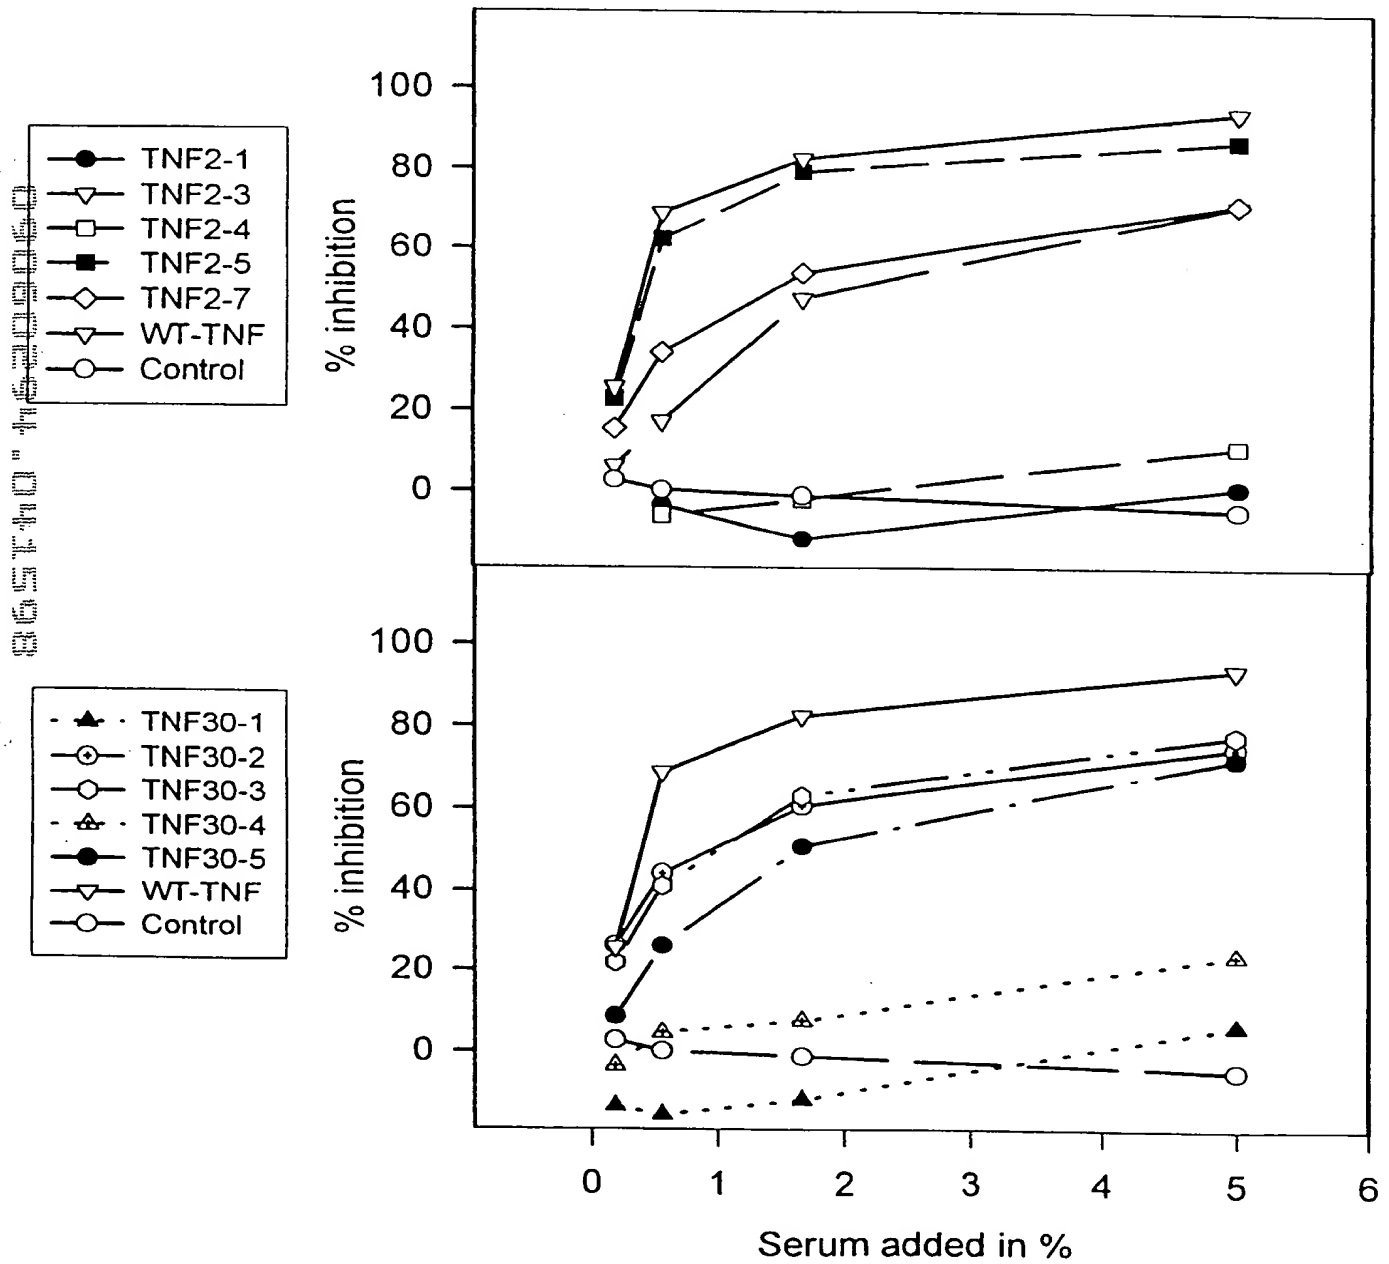 100
80
60
40
20
0
% inhibition
TNF2-1
TNF2-3
TNF2-4
TNF2-5
TNF2-7
WT-TNF
Control
100
80
60
40
20
0
% inhibition
TNF30-1
TNF30-2
TNF30-3
TNF30-4
TNF30-5
WT-TNF
Control
0 1 2 3 4 5 6
Serum added in %